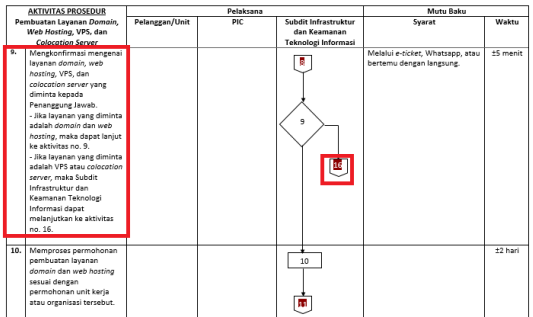 AKTIVITAS PROSEDUR
Pembuatan Layanan Domain,
Web Hosting, VPS, dan
Colocation Server
Pelaksana
Pelanggan/Unit
PIC
Subdit Infrastruktur
dan Keamanan
Teknologi Informasi
Mutu Baku
Syarat
Waktu
9.
Mengkonfirmasi mengenai
layanan domain, web
hosting, VPS, dan
colocation server yang
diminta kepada
Penanggung Jawab.
- Jika layanan yang diminta
adalah domain dan web
hosting, maka dapat lanjut
ke aktivitas no. 9.
- Jika layanan yang diminta
adalah VPS atau colocation
server, maka Subdit
Infrastruktur dan
Keamanan Teknologi
Informasi dapat
melanjutkan ke aktivitas
no. 16.
8
9
16
Melalui e-ticket, Whatsapp, atau
bertemu dengan langsung.
±5 menit
10.
Memproses permohonan
pembuatan layanan
domain dan web hosting
sesuai dengan
permohonan unit kerja
atau organisasi tersebut.
10
11
±2 hari